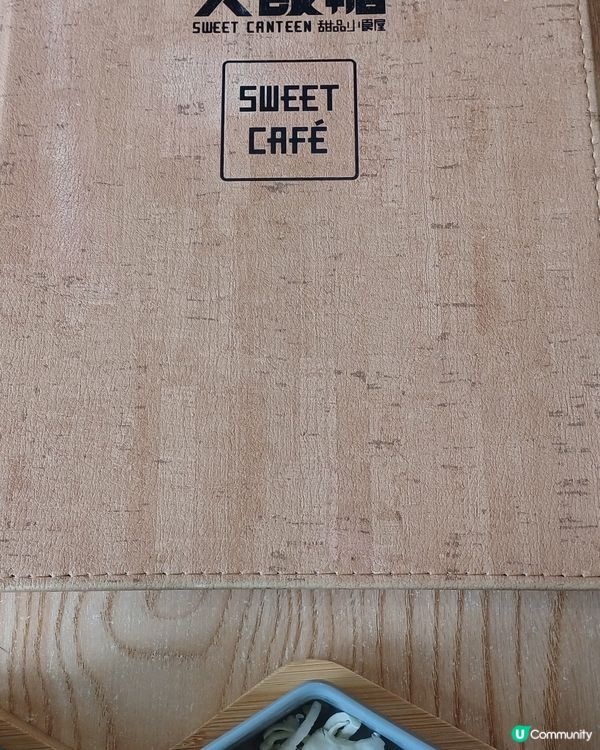 SWEET CANTEEN 甜品小食屋
SWEET
CAFÉ
U Community